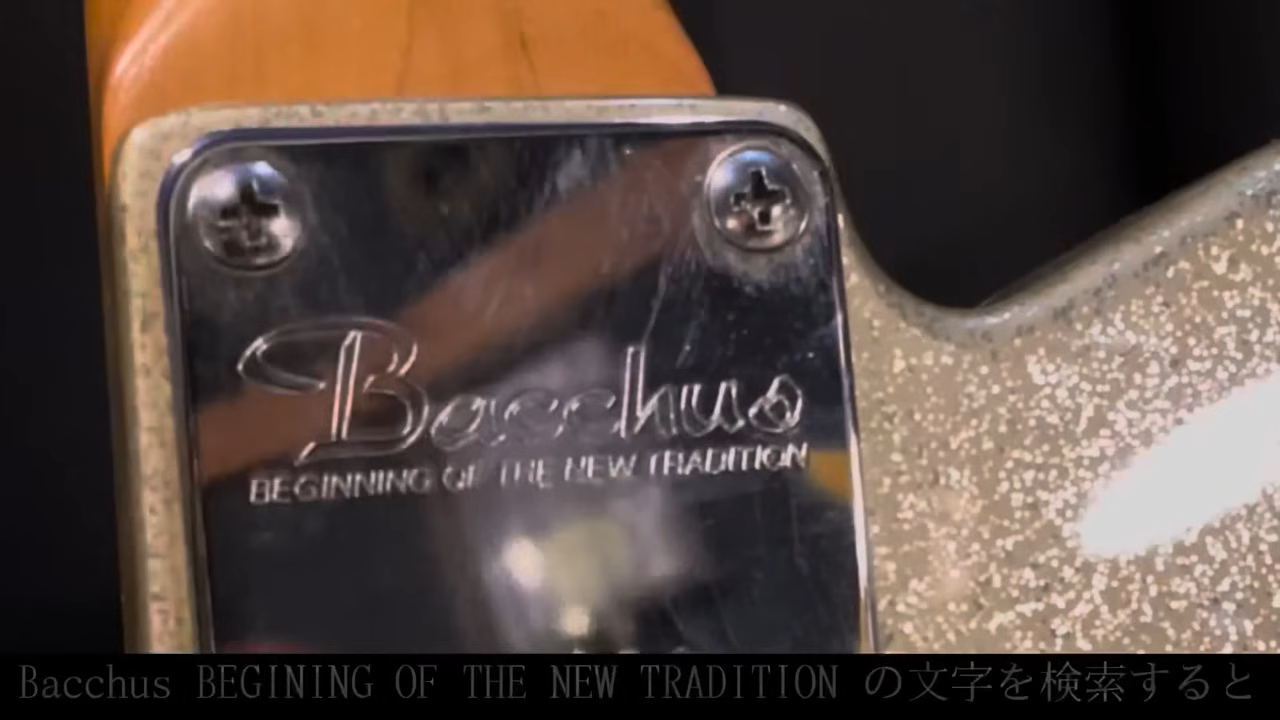 Bacchus
BEGINNING OF THE NEW TRADITION
Bacchus BEGINING OF THE NEW TRADITION の文字を検索すると